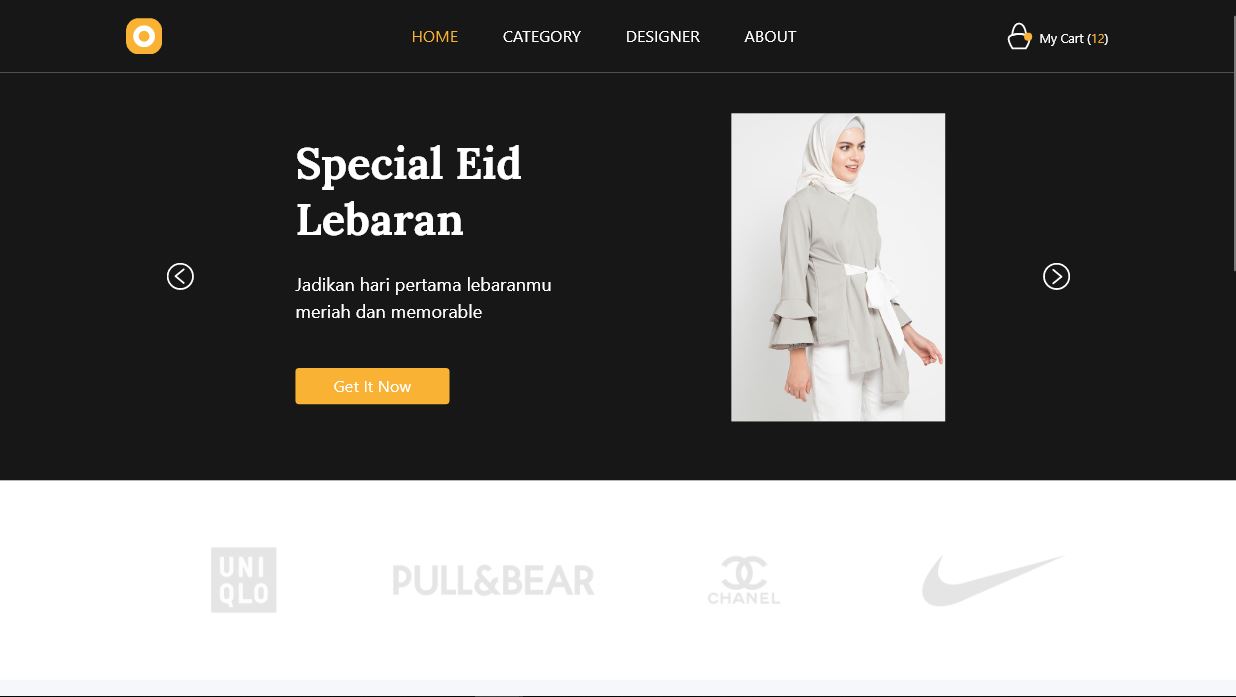 HOME
CATEGORY
DESIGNER
ABOUT
My Cart (12)
Special Eid
Lebaran
Jadikan hari pertama lebaranmu
meriah dan memorable
Get It Now
UNI
QLO
PULL&BEAR
CHANEL